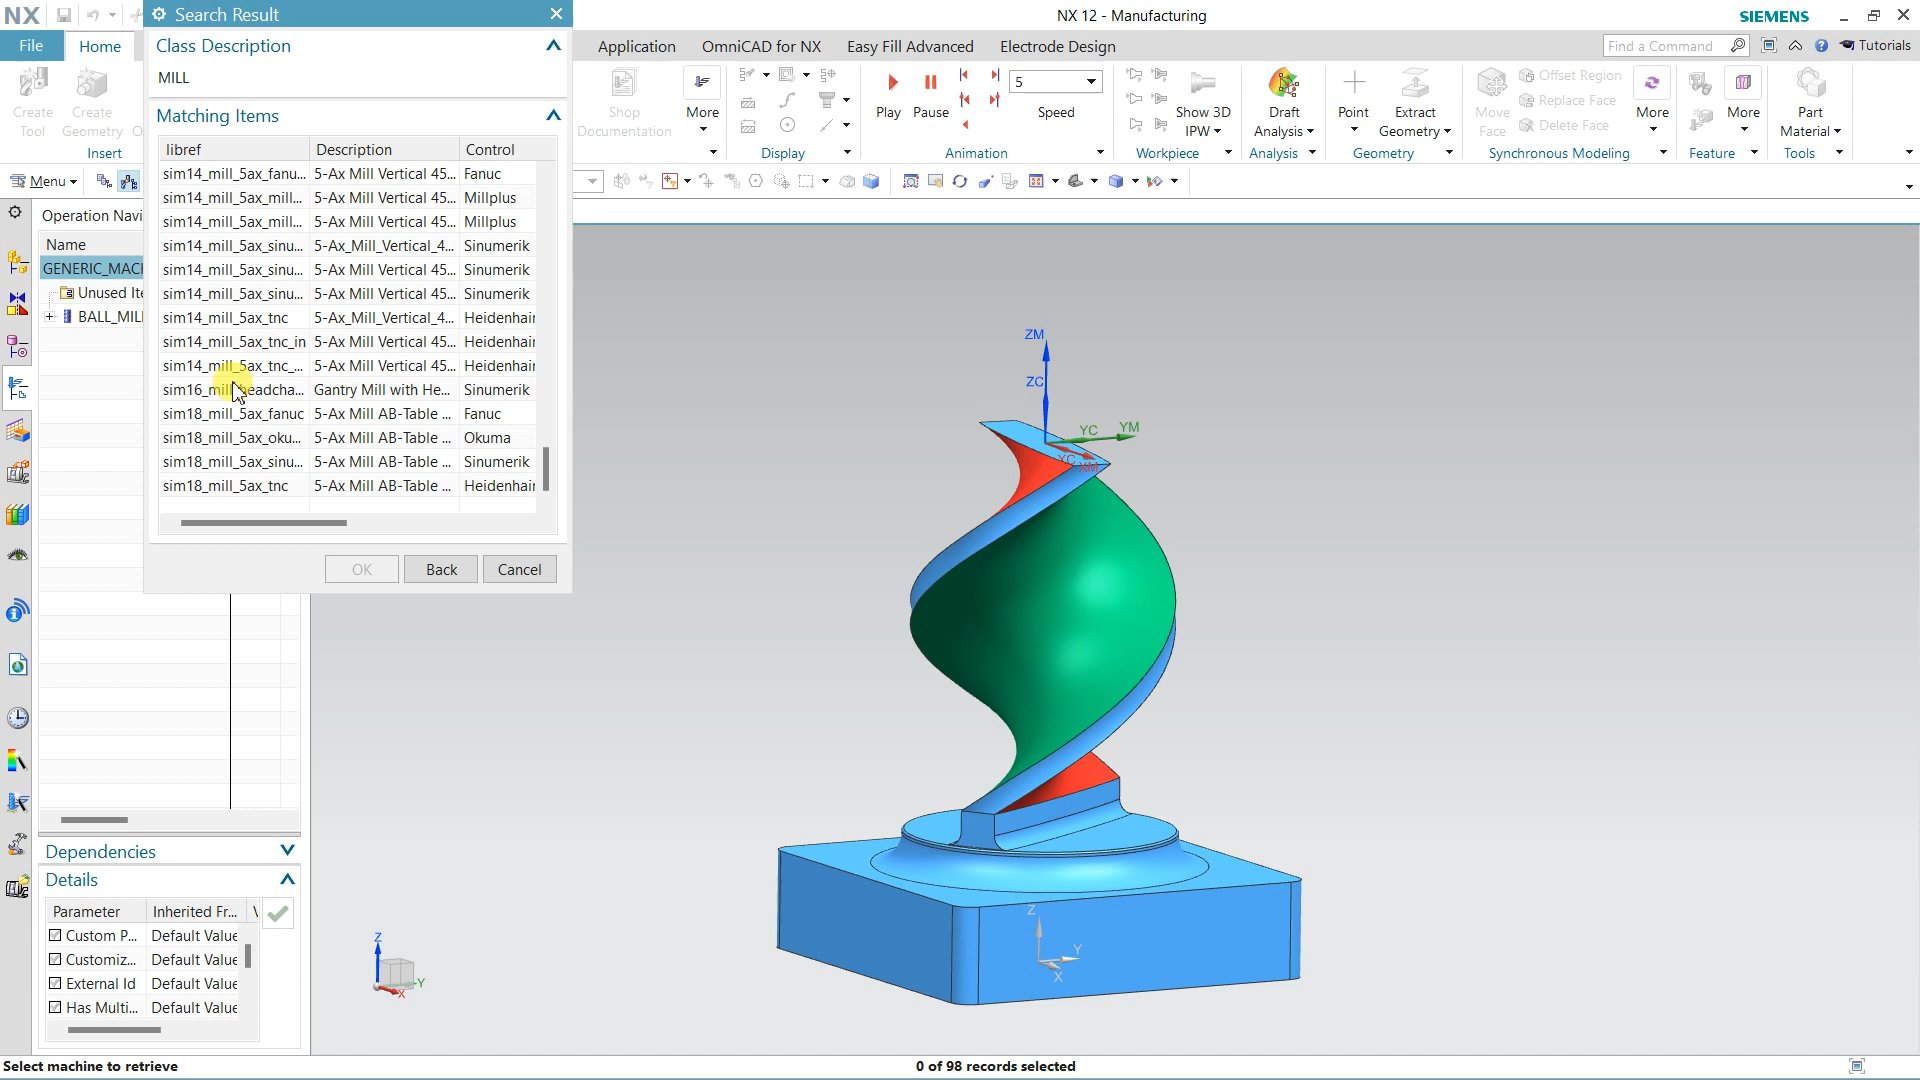 NX
Search Result
NX 12 - Manufacturing
SIEMENS
File
Home
Class Description
Application
OmniCAD for NX
Easy Fill Advanced
Electrode Design
Find a Command
Tutorials
MILL
Create Tool
Create Geometry
Insert
Shop Documentation
More
Display
Play
Pause
5
Speed
Animation
Show 3D IPW
Workpiece
Draft Analysis
Analysis
Point
Extract Geometry
Geometry
Move Face
Offset Region
Replace Face
Delete Face
More
Synchronous Modeling
More
Feature
Part Material
Tools
Matching Items
libref Description Control
sim14_mill_5ax_fanu... 5-Ax Mill Vertical 45... Fanuc
sim14_mill_5ax_mill... 5-Ax Mill Vertical 45... Millplus
sim14_mill_5ax_mill... 5-Ax Mill Vertical 45... Millplus
sim14_mill_5ax_sinu... 5-Ax_Mill_Vertical_4... Sinumerik
sim14_mill_5ax_sinu... 5-Ax Mill Vertical 45... Sinumerik
sim14_mill_5ax_sinu... 5-Ax Mill Vertical 45... Sinumerik
sim14_mill_5ax_tnc 5-Ax_Mill_Vertical_4... Heidenhain
sim14_mill_5ax_tnc_in 5-Ax Mill Vertical 45... Heidenhain
sim14_mill_5ax_tnc_... 5-Ax Mill Vertical 45... Heidenhain
sim16_mill_headcha... Gantry Mill with He... Sinumerik
sim18_mill_5ax_fanuc 5-Ax Mill AB-Table ... Fanuc
sim18_mill_5ax_oku... 5-Ax Mill AB-Table ... Okuma
sim18_mill_5ax_sinu... 5-Ax Mill AB-Table ... Sinumerik
sim18_mill_5ax_tnc 5-Ax Mill AB-Table ... Heidenhain
OK
Back
Cancel
Menu
Operation Navi
Name
GENERIC_MACH
Unused Ite
BALL_MIL
Dependencies
Details
Parameter Inherited Fr... V
Custom P... Default Value
Customiz... Default Value
External Id Default Value
Has Multi... Default Value
ZM
ZC
YC
YM
XM
Z
Y
X
Z
Y
X
Select machine to retrieve
0 of 98 records selected